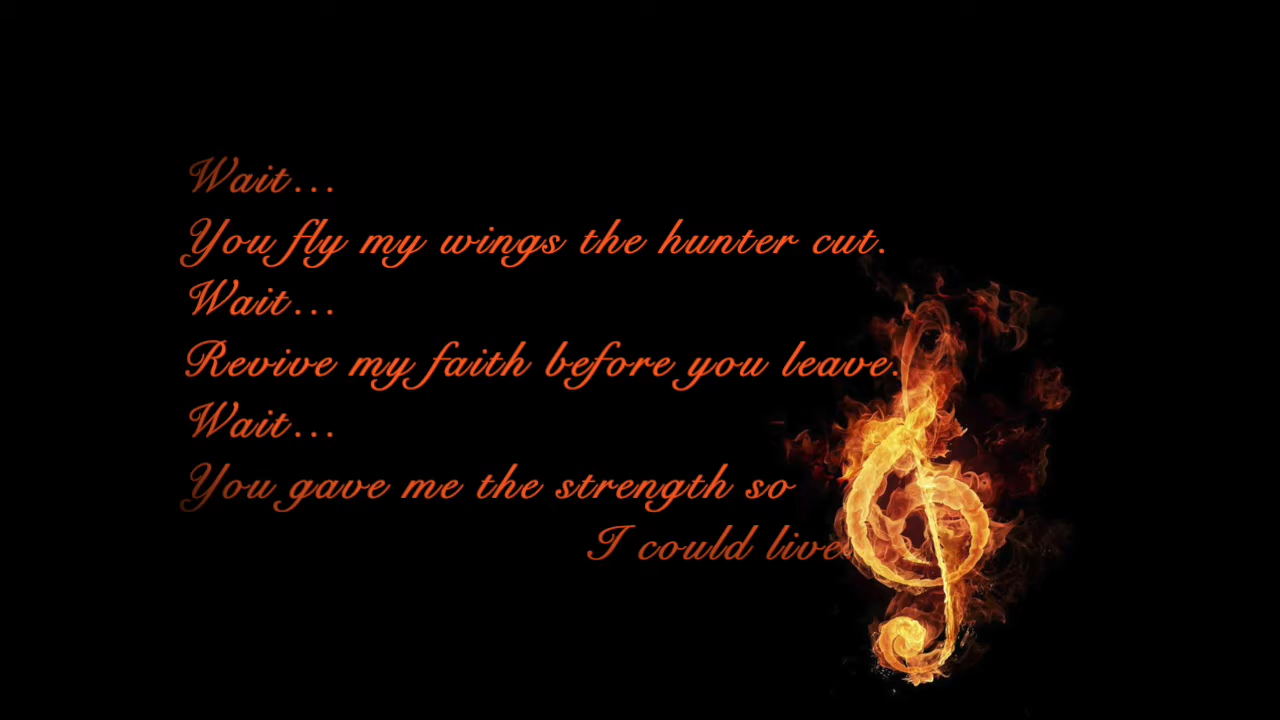 Wait...
You fly my wings the hunter cut.
Wait...
Revive my faith before you leave.
Wait...
You gave me the strength so
I could live